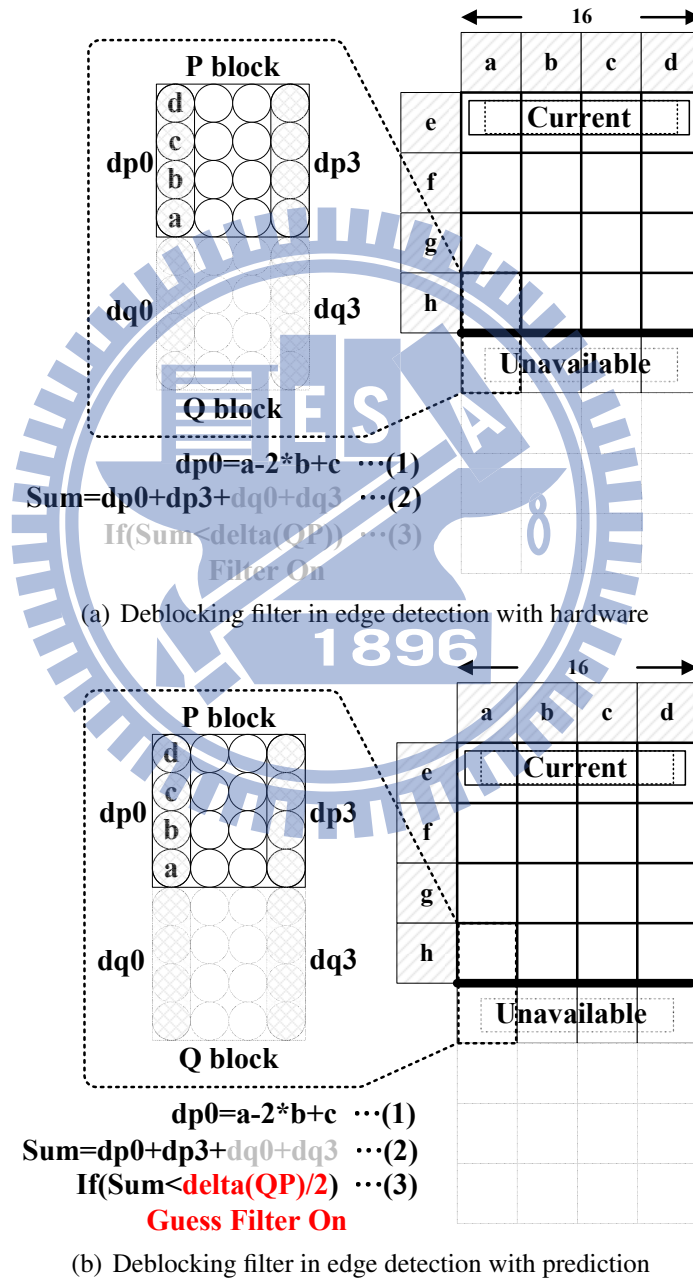 16
a b c d
P block
d
c
b
a
dp0
dp3
e
Current
f
g
h
dq0
dq3
Unavailable
Q block
E S A
dp0=a-2*b+c ···(1)
Sum=dp0+dp3+dq0+dq3 ···(2)
If(Sum<delta(QP)) ···(3)
Filter On
8
(a) Deblocking filter in edge detection with hardware
1896
16
a b c d
P block
d
c
b
a
dp0
dp3
e
Current
f
g
h
dq0
dq3
Unavailable
Q block
dp0=a-2*b+c ···(1)
Sum=dp0+dp3+dq0+dq3 ···(2)
If(Sum<delta(QP)/2) ···(3)
Guess Filter On
(b) Deblocking filter in edge detection with prediction